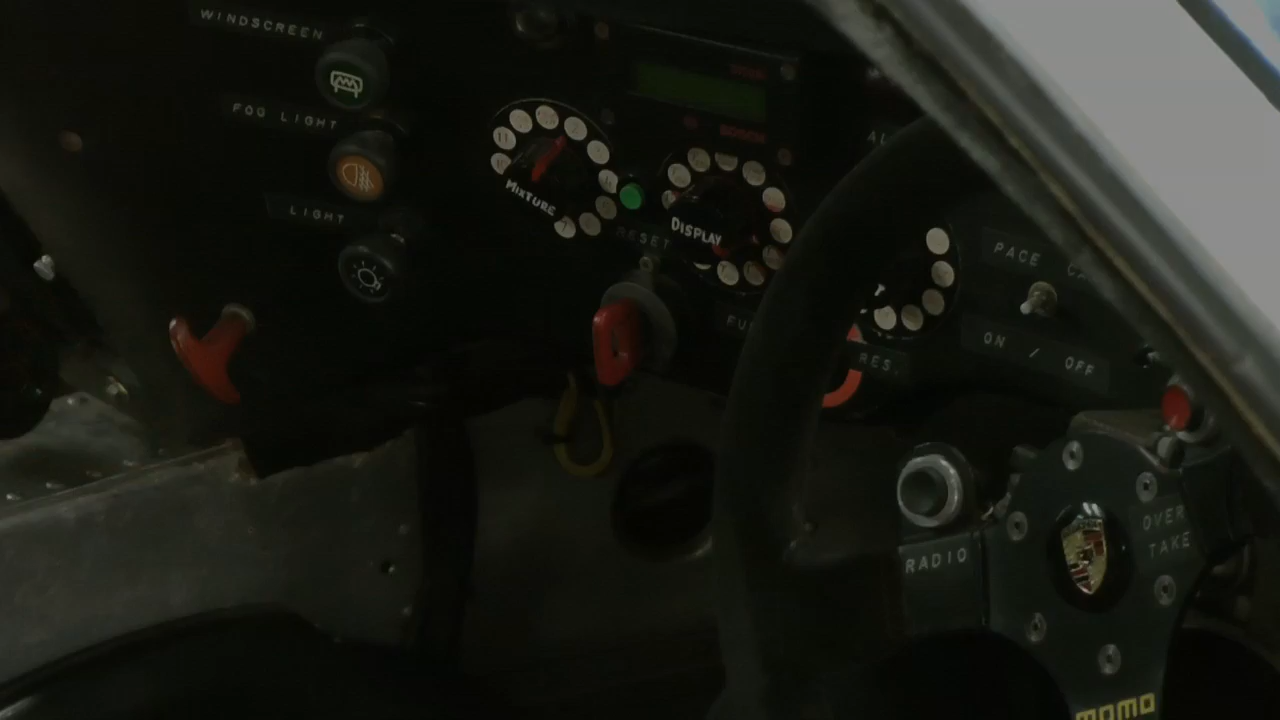 WINDSCREEN
FOG LIGHT
LIGHT
MIXTURE
BOSCH
RESET
DISPLAY
PACE
ON / OFF
RES.
RADIO
OVER
TAKE
momo